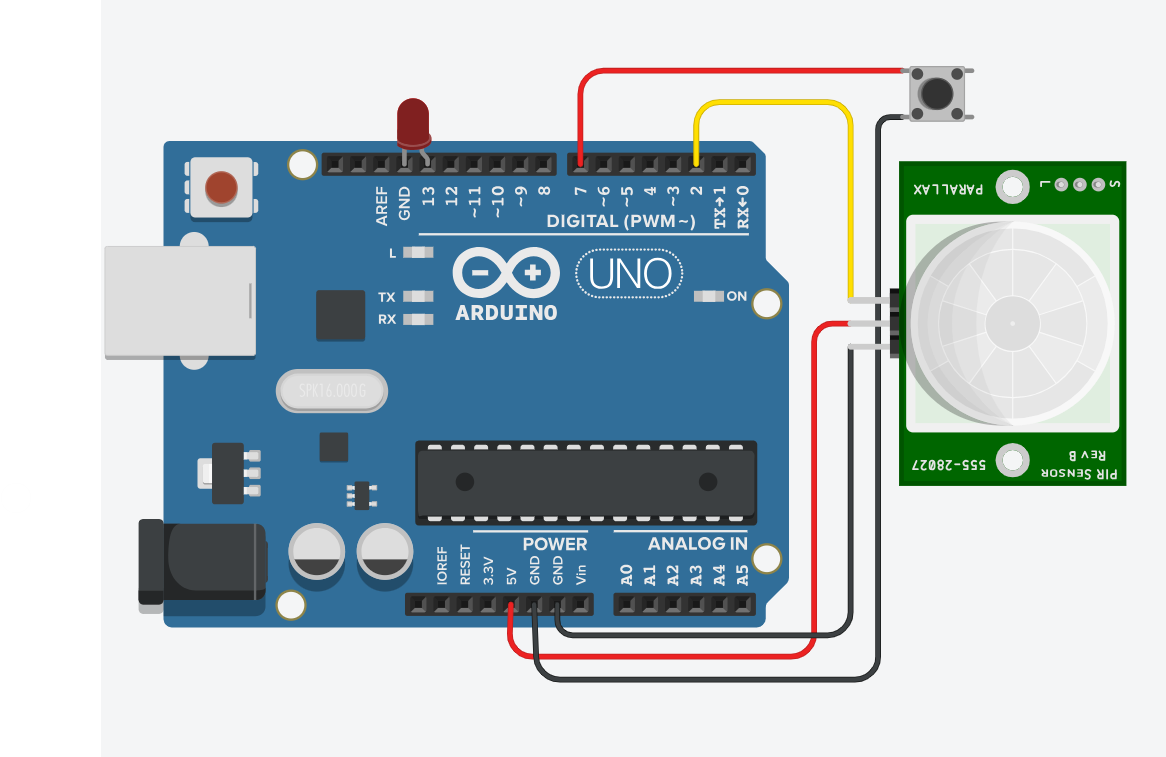 AREF
GND
13
12
~11
~10
~9
8
7
~6
~5
4
~3
2
TX→1
RX←0
DIGITAL (PWM~)
L
TX
RX
ARDUINO
UNO
ON
SPK16.000G
POWER
ANALOG IN
IOREF
RESET
3.3V
5V
GND
GND
Vin
A0
A1
A2
A3
A4
A5
PARALLAX
L
S
555-28027
PIR SENSOR
REV B